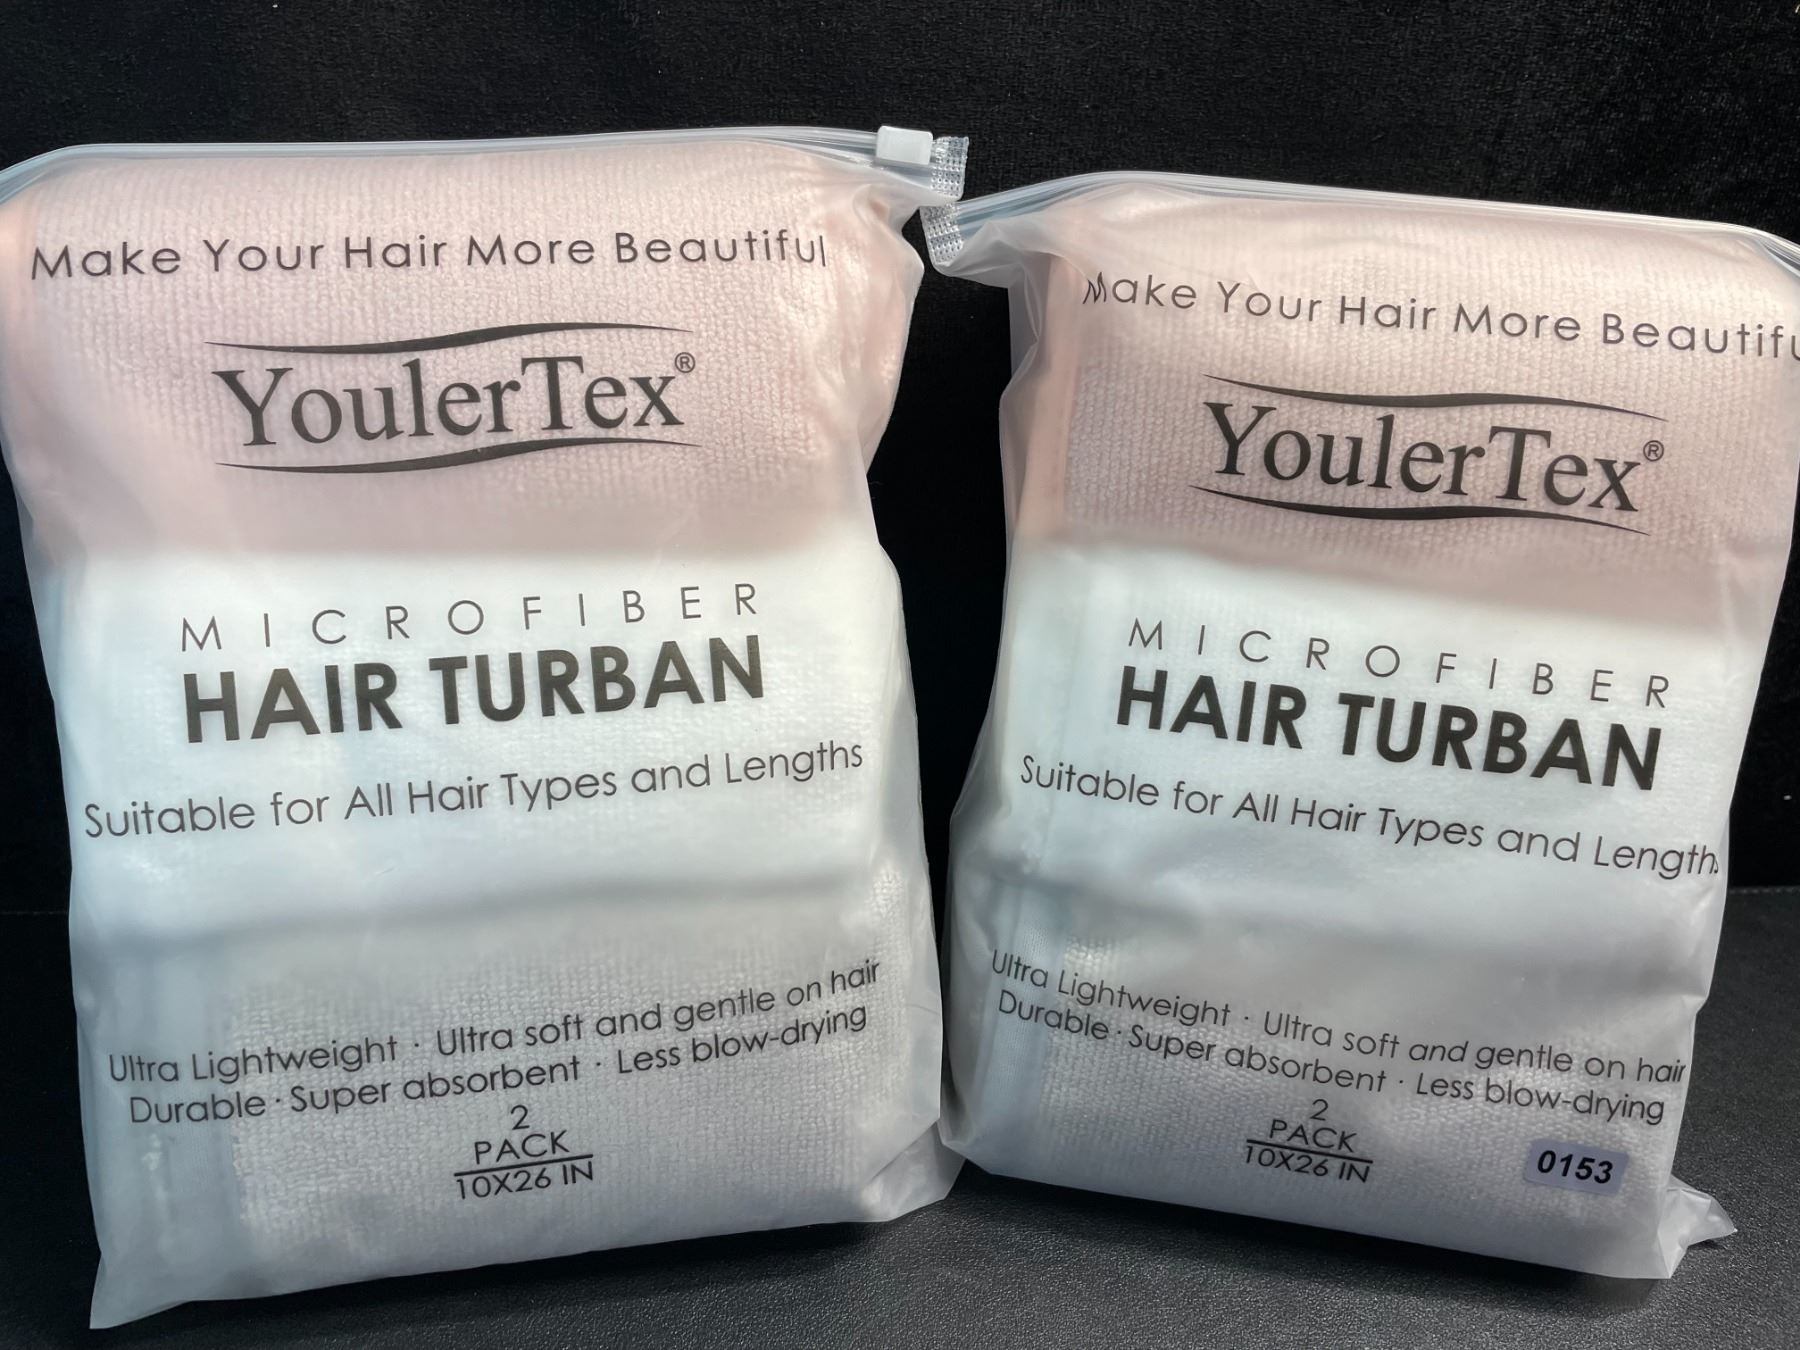 Make Your Hair More Beautiful
YoulerTex®
MICROFIBER
HAIR TURBAN
Suitable for All Hair Types and Lengths
Ultra Lightweight · Ultra soft and gentle on hair
Durable · Super absorbent · Less blow-drying
2
PACK
10X26 IN
Make Your Hair More Beautifu
YoulerTex®
MICROFIBER
HAIR TURBAN
Suitable for All Hair Types and Lengths
Ultra Lightweight · Ultra soft and gentle on hair
Durable · Super absorbent · Less blow-drying
2
PACK
10X26 IN
0153